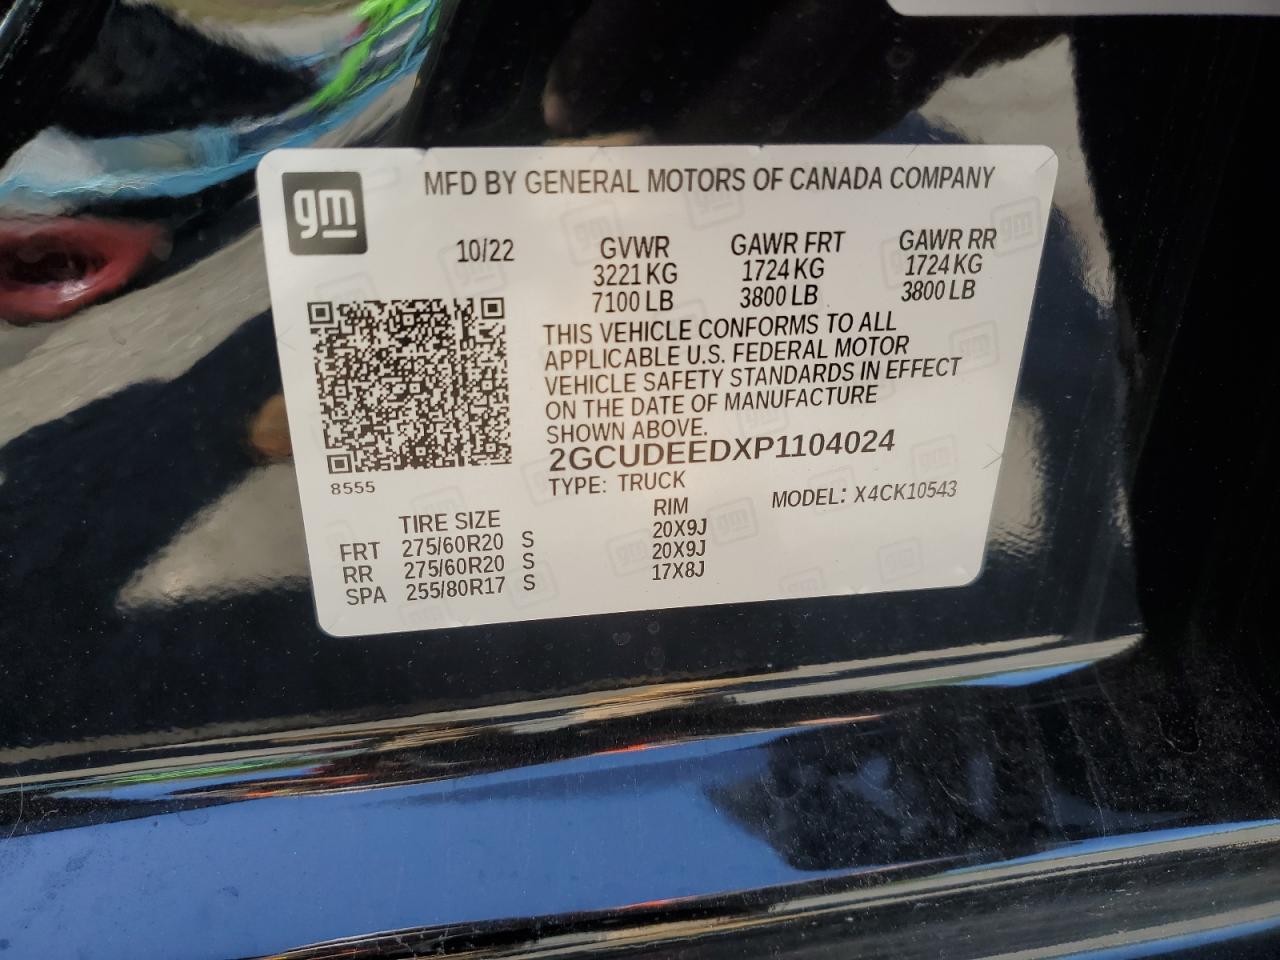 gm
MFD BY GENERAL MOTORS OF CANADA COMPANY
10/22 GVWR GAWR FRT GAWR RR
3221 KG 1724 KG 1724 KG
7100 LB 3800 LB 3800 LB
THIS VEHICLE CONFORMS TO ALL
APPLICABLE U.S. FEDERAL MOTOR
VEHICLE SAFETY STANDARDS IN EFFECT
ON THE DATE OF MANUFACTURE
SHOWN ABOVE.
2GCUDEEDXP1104024
8555
TYPE: TRUCK MODEL: X4CK10543
TIRE SIZE RIM
FRT 275/60R20 S 20X9J
RR 275/60R20 S 20X9J
SPA 255/80R17 S 17X8J